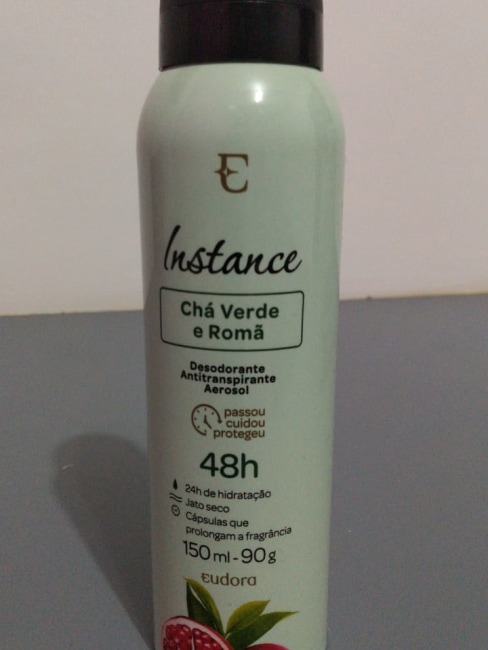 E
Instance
Chá Verde
e Romã
Desodorante
Antitranspirante
Aerosol
passou
cuidou
protegeu
48h
24h de hidratação
Jato seco
Cápsulas que
prolongam a fragrância
150 ml - 90 g
eudora